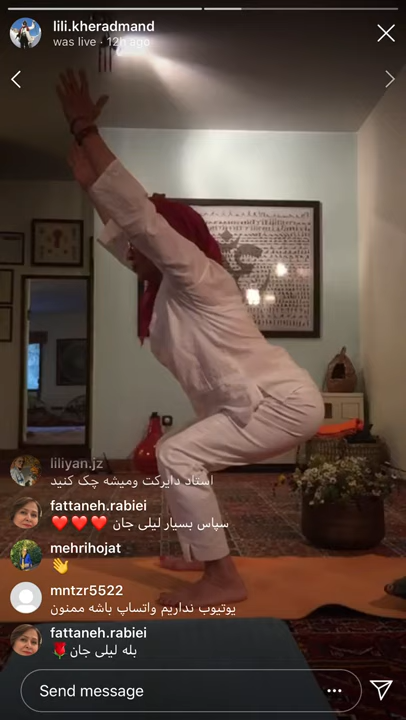 lili.kheradmand
was live · 12h ago
liliyan.jz
استاد دایرکت ومیشه چک کنید
fattaneh.rabiei
سپاس بسیار لیلی جان ❤️❤️❤️
mehrihojat
👋
mntzr5522
یوتیوب نداریم واتساپ باشه ممنون
fattaneh.rabiei
بله لیلی جان🌹
Send message